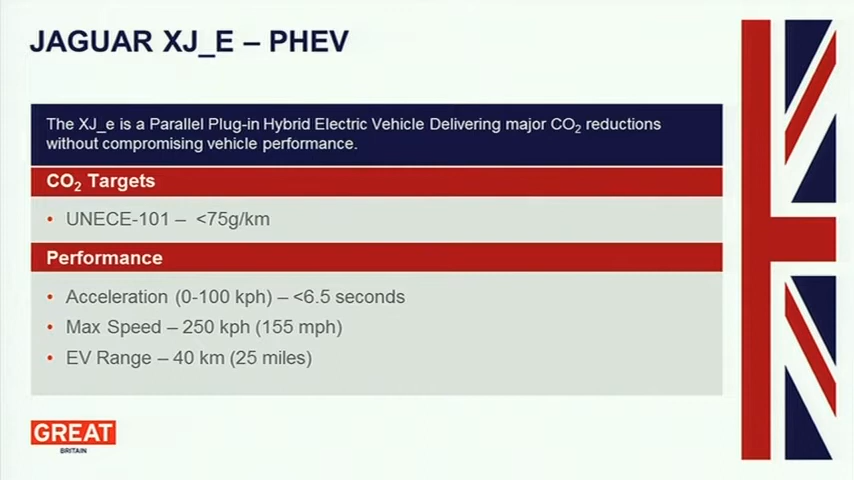 JAGUAR XJ_E – PHEV
The XJ_e is a Parallel Plug-in Hybrid Electric Vehicle Delivering major CO₂ reductions
without compromising vehicle performance.
CO₂ Targets
• UNECE-101 – <75g/km
Performance
• Acceleration (0-100 kph) – <6.5 seconds
• Max Speed – 250 kph (155 mph)
• EV Range – 40 km (25 miles)
GREAT
BRITAIN